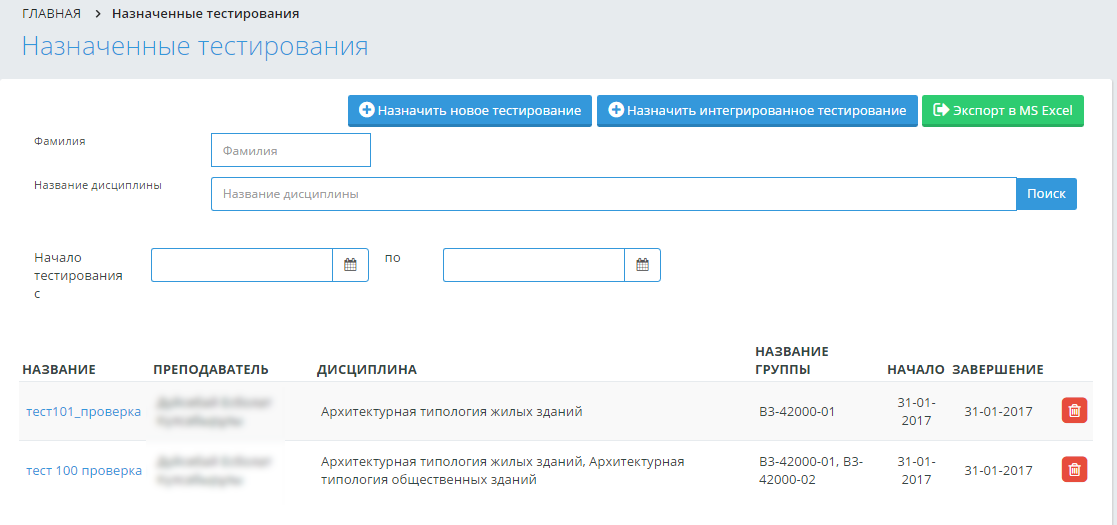 ГЛАВНАЯ > Назначенные тестирования
Назначенные тестирования
Назначить новое тестирование Назначить интегрированное тестирование Экспорт в MS Excel
Фамилия Фамилия
Название дисциплины Название дисциплины Поиск
Начало по
тестирования
с
НАЗВАНИЕ
НАЗВАНИЕ ПРЕПОДАВАТЕЛЬ ДИСЦИПЛИНА ГРУППЫ НАЧАЛО ЗАВЕРШЕНИЕ
31-01-
тест101_проверка Архитектурная типология жилых зданий В3-42000-01 31-01-2017
2017
Архитектурная типология жилых зданий, Архитектурная В3-42000-01, В3- 31-01-
тест 100 проверка 31-01-2017
типология общественных зданий 42000-02 2017